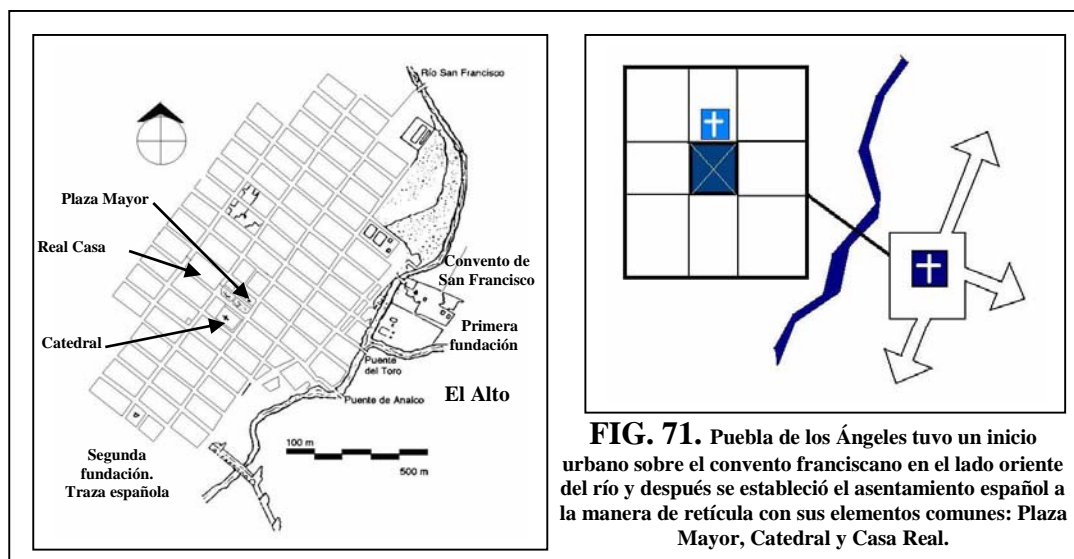 Río San Francisco
Plaza Mayor
Real Casa
Convento de
San Francisco
Catedral
Primera
fundación
Puente
del Toro
El Alto
Puente de Analco
Segunda
fundación.
Traza española
100 m
500 m
FIG. 71. Puebla de los Ángeles tuvo un inicio
urbano sobre el convento franciscano en el lado oriente
del río y después se estableció el asentamiento español a
la manera de retícula con sus elementos comunes: Plaza
Mayor, Catedral y Casa Real.